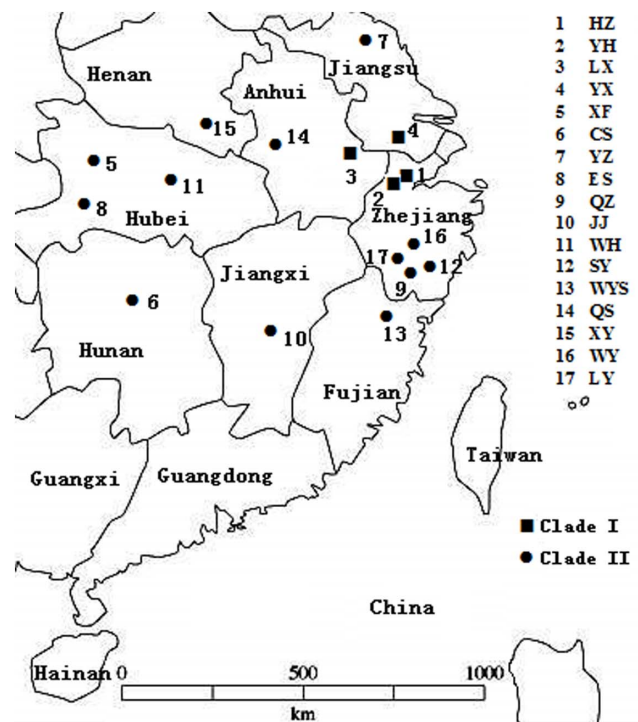 7
Jiangsu
Henan
Anhui
15
14
4
5
3
1
11
2
8
Hubei
Zhejiang
16
17
12
Jiangxi
9
6
10
13
Hunan
Fujian
Taiwan
Guangxi
Guangdong
China
Hainan
0 500 1000
km
1 HZ
2 YH
3 LX
4 YX
5 XF
6 CS
7 YZ
8 ES
9 QZ
10 JJ
11 WH
12 SY
13 WYS
14 QS
15 XY
16 WY
17 LY
Clade I
Clade II